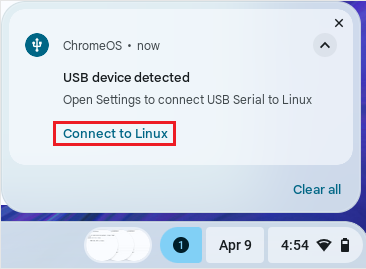 ChromeOS • now
USB device detected
Open Settings to connect USB Serial to Linux
Connect to Linux
Clear all
1
Apr 9
4:54